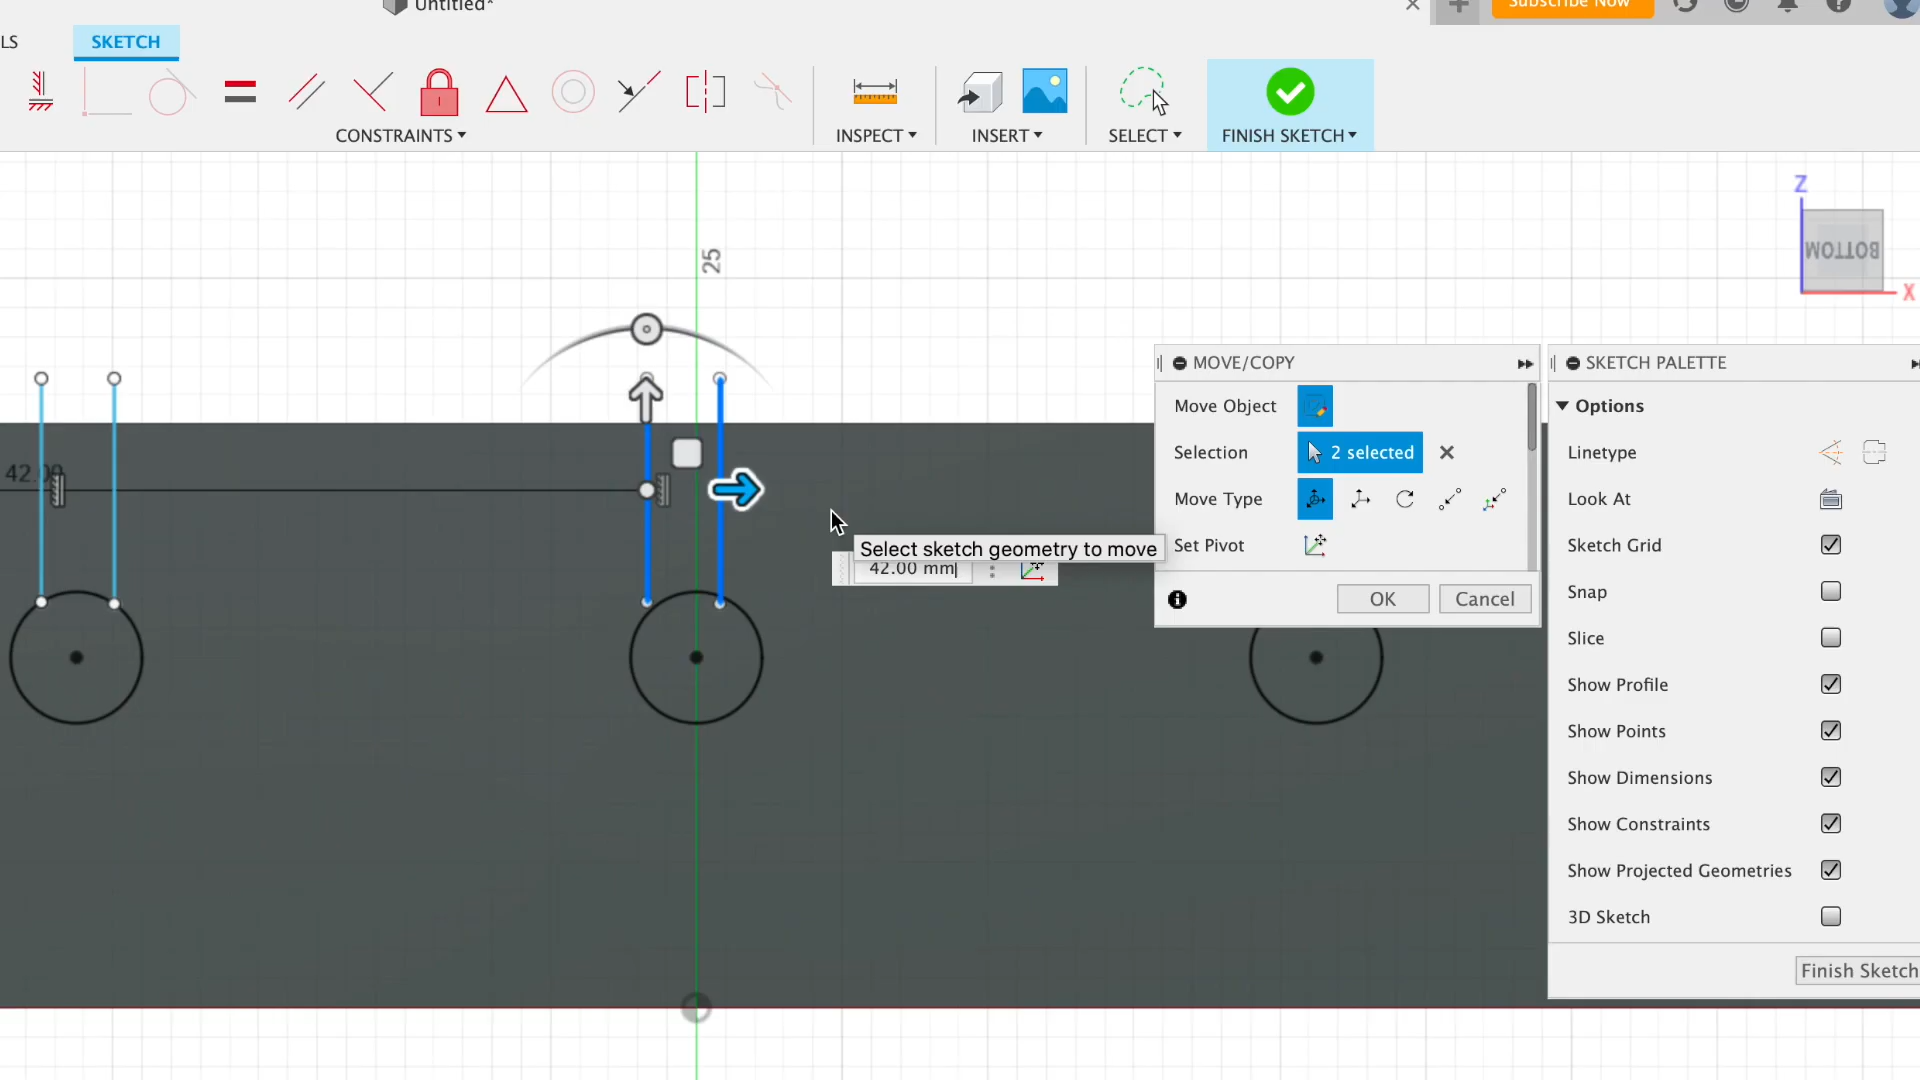 Untitled*
Subscribe Now
LS
SKETCH
CONSTRAINTS
INSPECT
INSERT
SELECT
FINISH SKETCH
Z
BOTTOM
X
25
42.00
MOVE/COPY
Move Object
Selection
2 selected
Move Type
Set Pivot
OK
Cancel
Select sketch geometry to move
42.00 mm
SKETCH PALETTE
Options
Linetype
Look At
Sketch Grid
Snap
Slice
Show Profile
Show Points
Show Dimensions
Show Constraints
Show Projected Geometries
3D Sketch
Finish Sketch